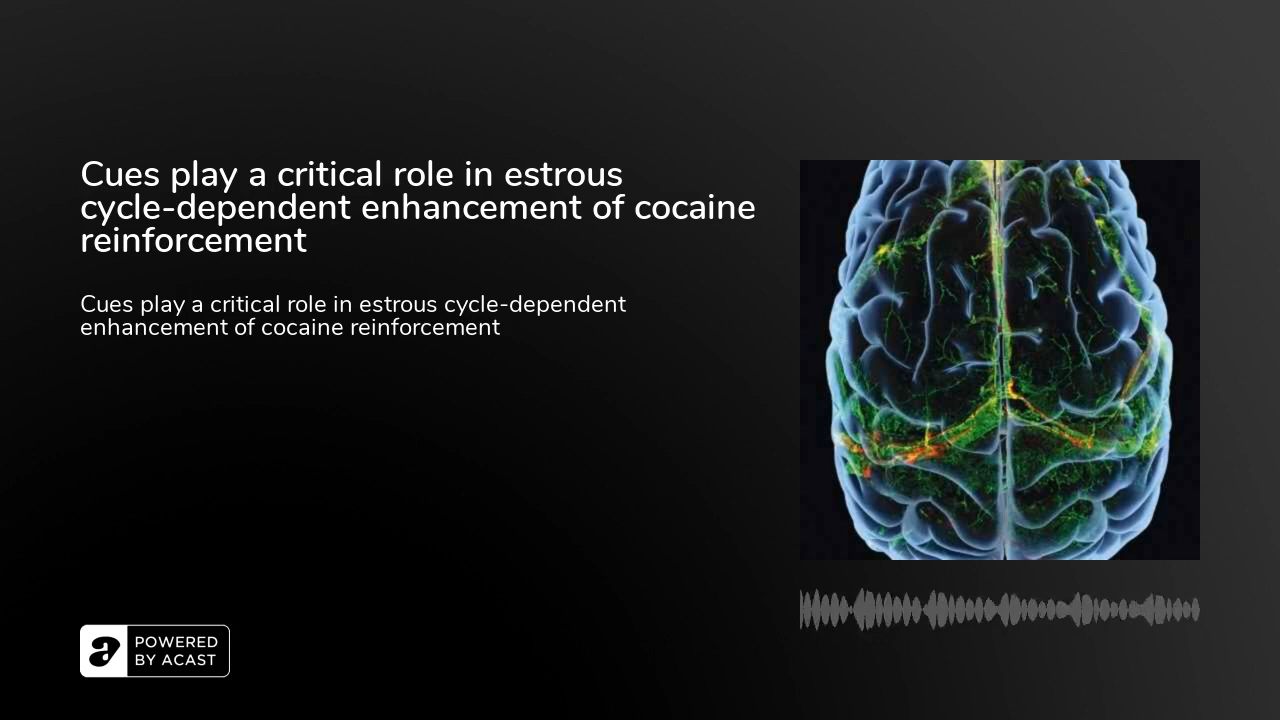 Cues play a critical role in estrous
cycle-dependent enhancement of cocaine
reinforcement
Cues play a critical role in estrous cycle-dependent
enhancement of cocaine reinforcement
a POWERED
BY ACAST